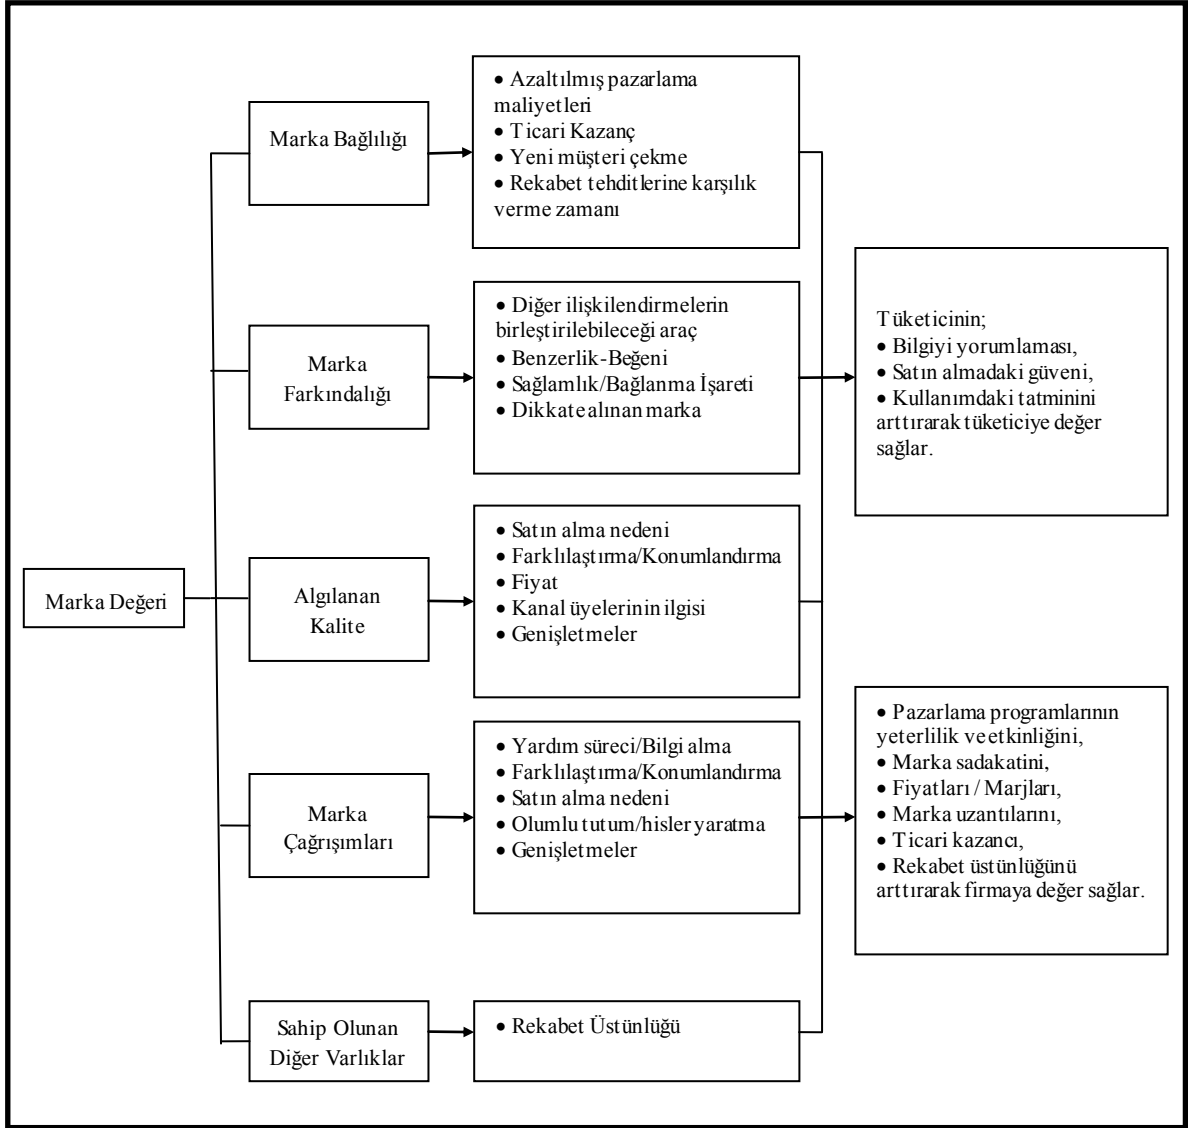 Marka Değeri
Marka Bağlılığı
• Azaltılmış pazarlama
maliyetleri
• Ticari Kazanç
• Yeni müşteri çekme
• Rekabet tehditlerine karşılık
verme zamanı
Marka
Farkındalığı
• Diğer ilişkilendirmelerin
birleştirilebileceği araç
• Benzerlik-Beğeni
• Sağlamlık/Bağlanma İşareti
• Dikkate alınan marka
Algılanan
Kalite
• Satın alma nedeni
• Farklılaştırma/Konumlandırma
• Fiyat
• Kanal üyelerinin ilgisi
• Genişletmeler
Marka
Çağrışımları
• Yardım süreci/Bilgi alma
• Farklılaştırma/Konumlandırma
• Satın alma nedeni
• Olumlu tutum/hisler yaratma
• Genişletmeler
Sahip Olunan
Diğer Varlıklar
• Rekabet Üstünlüğü
Tüketicinin;
• Bilgiyi yorumlaması,
• Satın almadaki güveni,
• Kullanımdaki tatminini
arttırarak tüketiciye değer
sağlar.
• Pazarlama programlarının
yeterlilik ve etkinliğini,
• Marka sadakatini,
• Fiyatları / Marjları,
• Marka uzantılarını,
• Ticari kazancı,
• Rekabet üstünlüğünü
arttırarak firmaya değer sağlar.